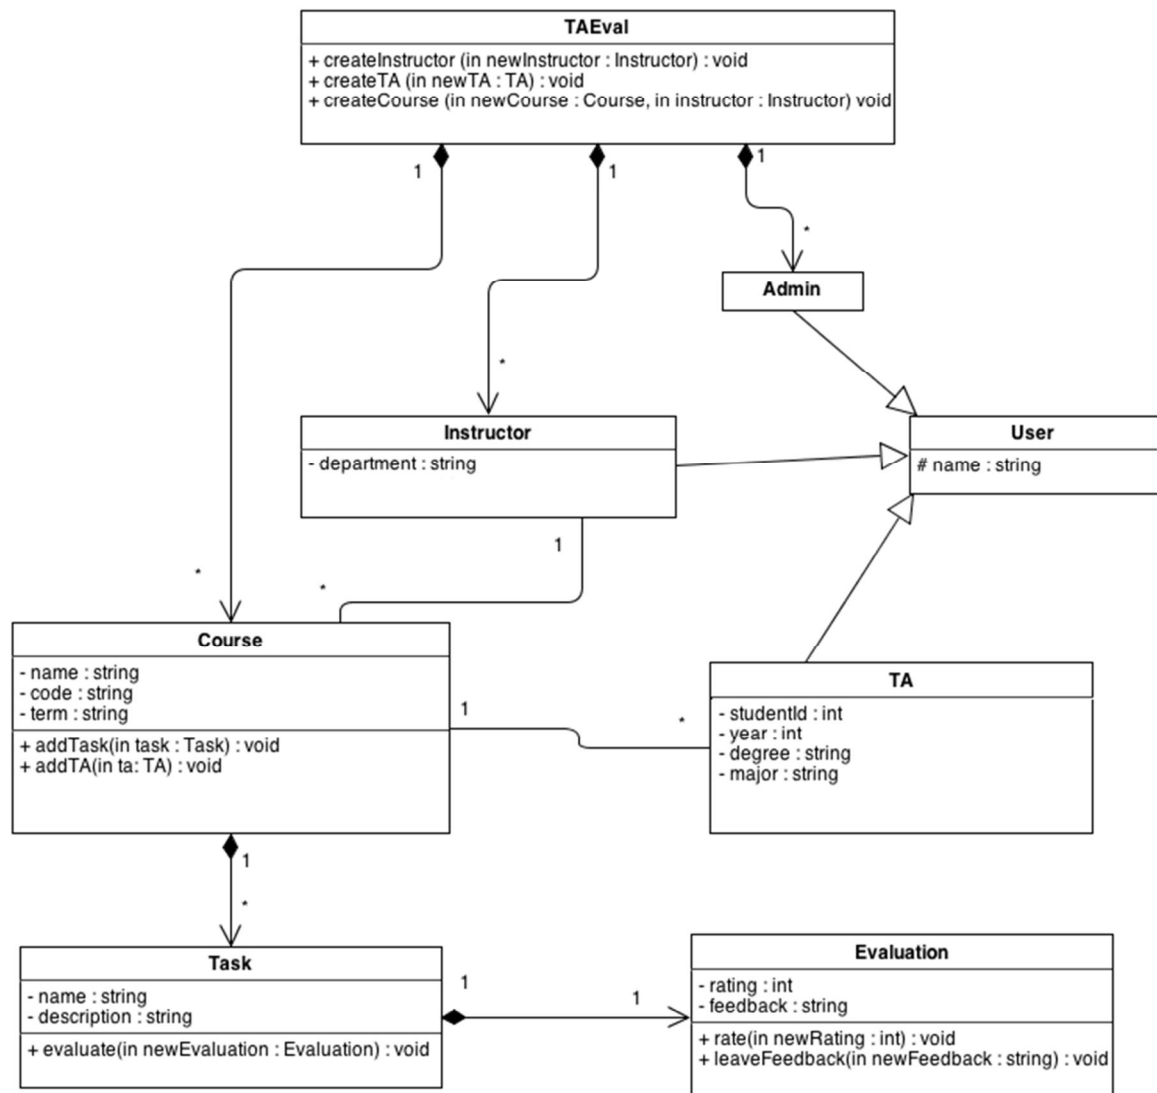 TAEval
+ createInstructor (in newInstructor : Instructor) : void
+ createTA (in newTA : TA) : void
+ createCourse (in newCourse : Course, in instructor : Instructor) void
1
1
1
*
Admin
*
Instructor
- department : string
User
# name : string
1
*
*
Course
- name : string
- code : string
- term : string
+ addTask(in task : Task) : void
+ addTA(in ta: TA) : void
1
*
TA
- studentId : int
- year : int
- degree : string
- major : string
1
*
Task
- name : string
- description : string
+ evaluate(in newEvaluation : Evaluation) : void
1
1
Evaluation
- rating : int
- feedback : string
+ rate(in newRating : int) : void
+ leaveFeedback(in newFeedback : string) : void